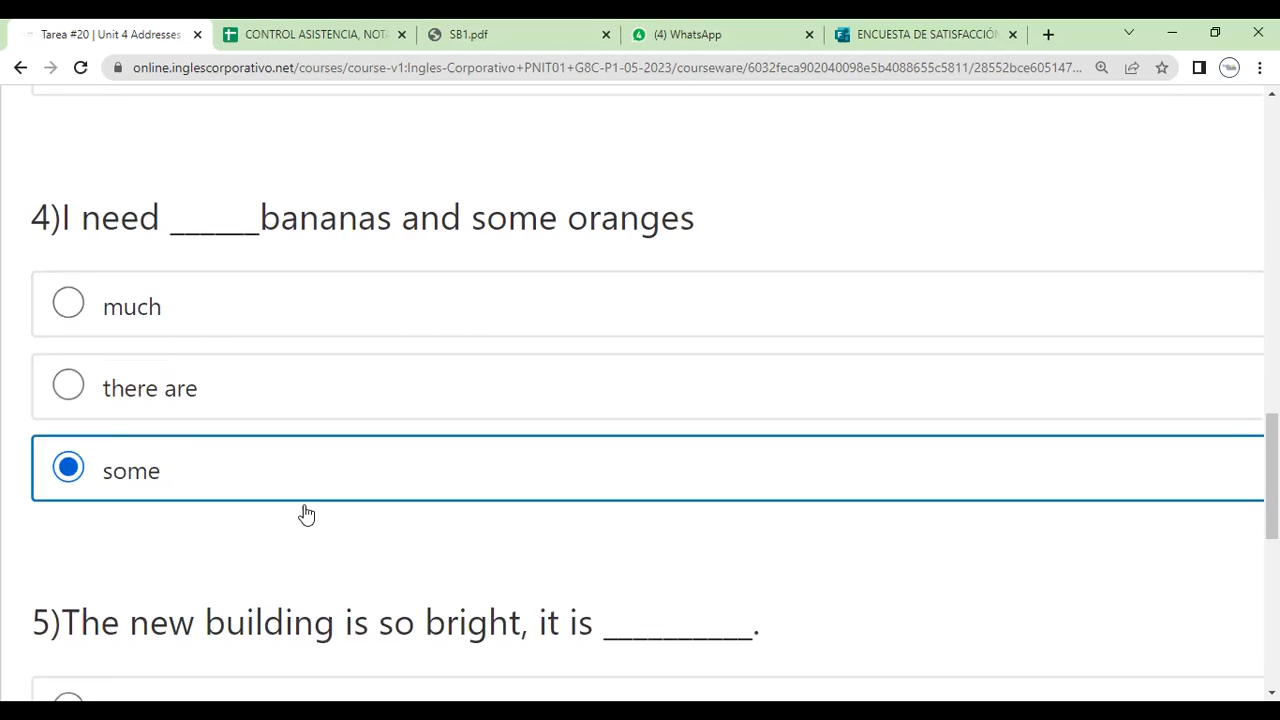 Tarea #20 | Unit 4 Addresses
CONTROL ASISTENCIA, NOTA
SB1.pdf
(4) WhatsApp
ENCUESTA DE SATISFACCIÓN
online.inglescorporativo.net/courses/course-v1:Ingles-Corporativo+PNIT01+G8C-P1-05-2023/courseware/6032feca902040098e5b4088655c5811/28552bce605147...
4)I need ______bananas and some oranges
much
there are
some
5)The new building is so bright, it is __________.